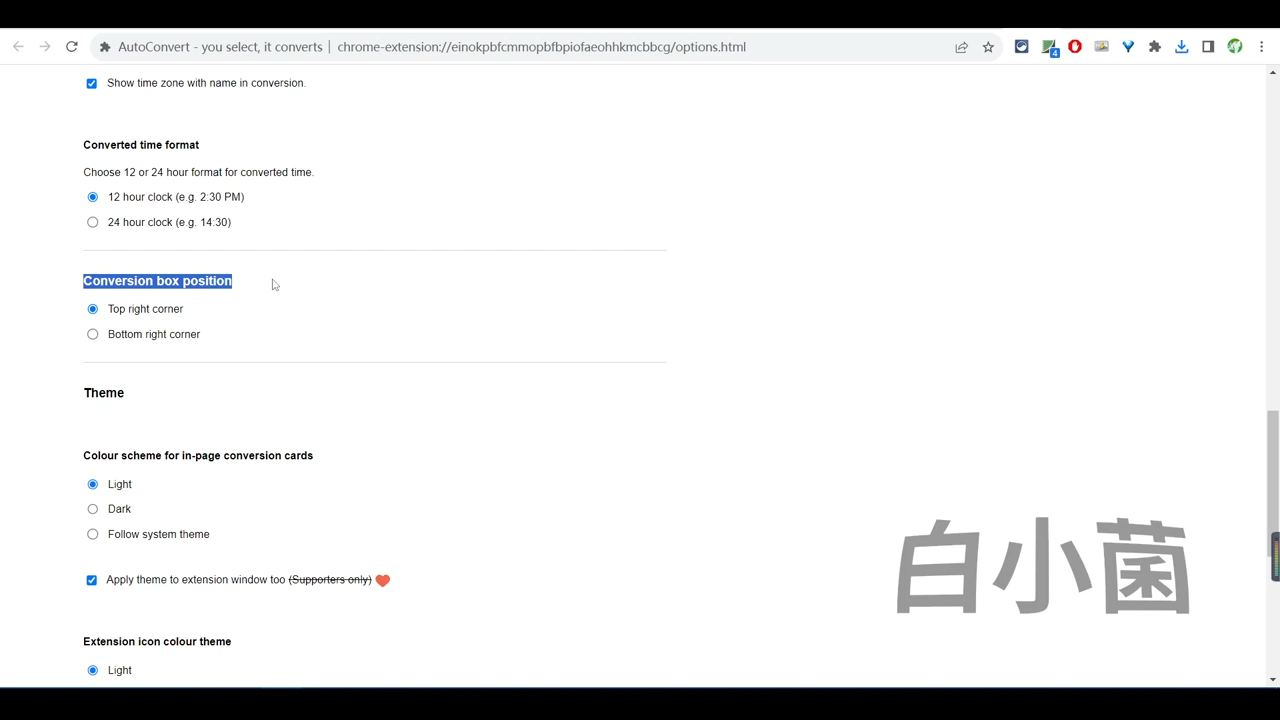 AutoConvert - you select, it converts | chrome-extension://einokpbfcmmopbfbpiofaeohhkmcbbcg/options.html
4
Show time zone with name in conversion.
Converted time format
Choose 12 or 24 hour format for converted time.
12 hour clock (e.g. 2:30 PM)
24 hour clock (e.g. 14:30)
Conversion box position
Top right corner
Bottom right corner
Theme
Colour scheme for in-page conversion cards
Light
Dark
Follow system theme
Apply theme to extension window too (Supporters only)
Extension icon colour theme
Light
白小菌